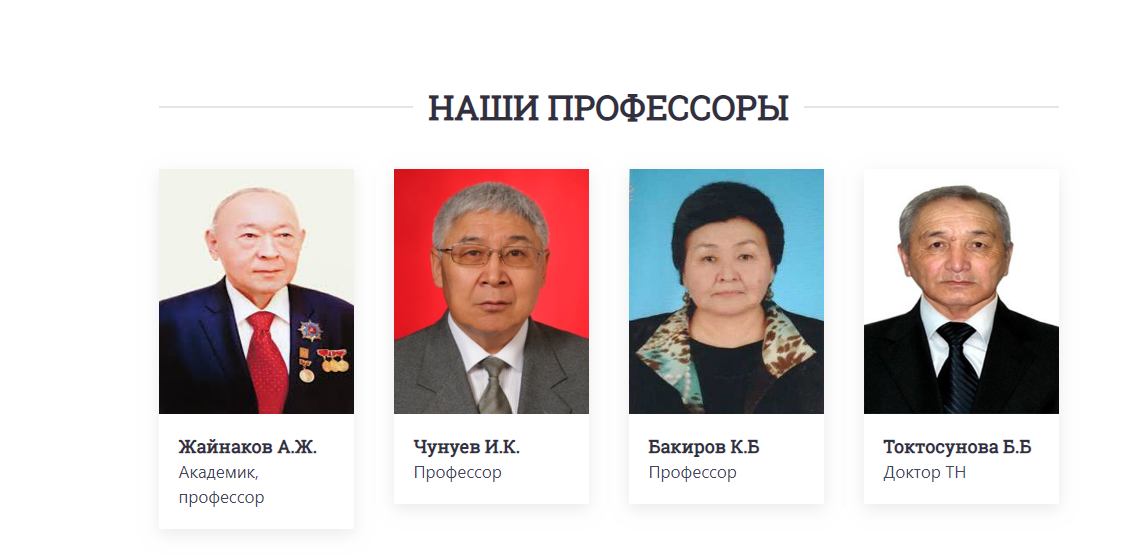 НАШИ ПРОФЕССОРЫ
Жайнаков А.Ж.
Академик,
профессор
Чунуев И.К.
Профессор
Бакиров К.Б
Профессор
Токтосунова Б.Б
Доктор ТН